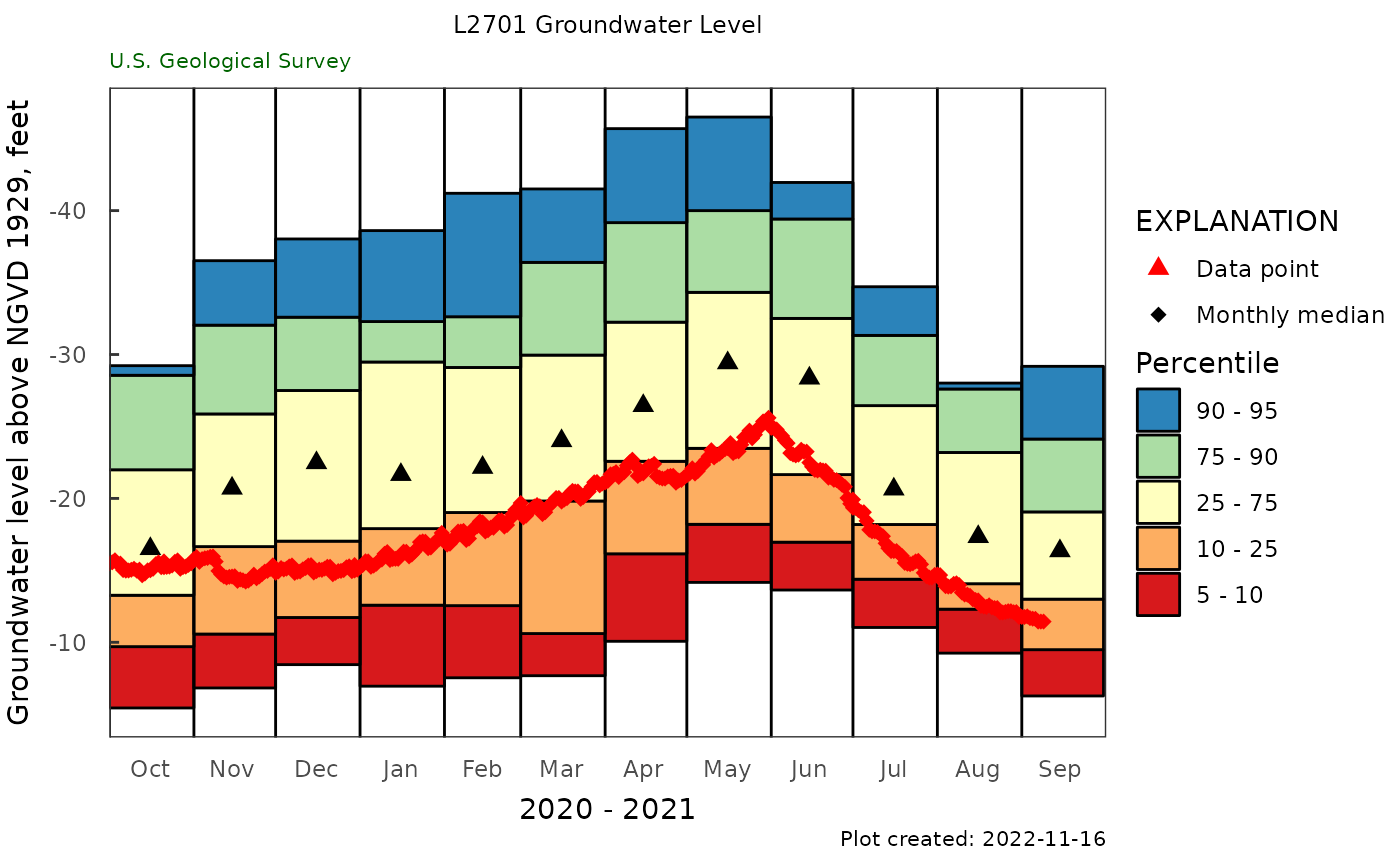 L2701 Groundwater Level
U.S. Geological Survey
Groundwater level above NGVD 1929, feet
-40
-30
-20
-10
Oct Nov Dec Jan Feb Mar Apr May Jun Jul Aug Sep
2020 - 2021
EXPLANATION
Data point
Monthly median
Percentile
90 - 95
75 - 90
25 - 75
10 - 25
5 - 10
Plot created: 2022-11-16